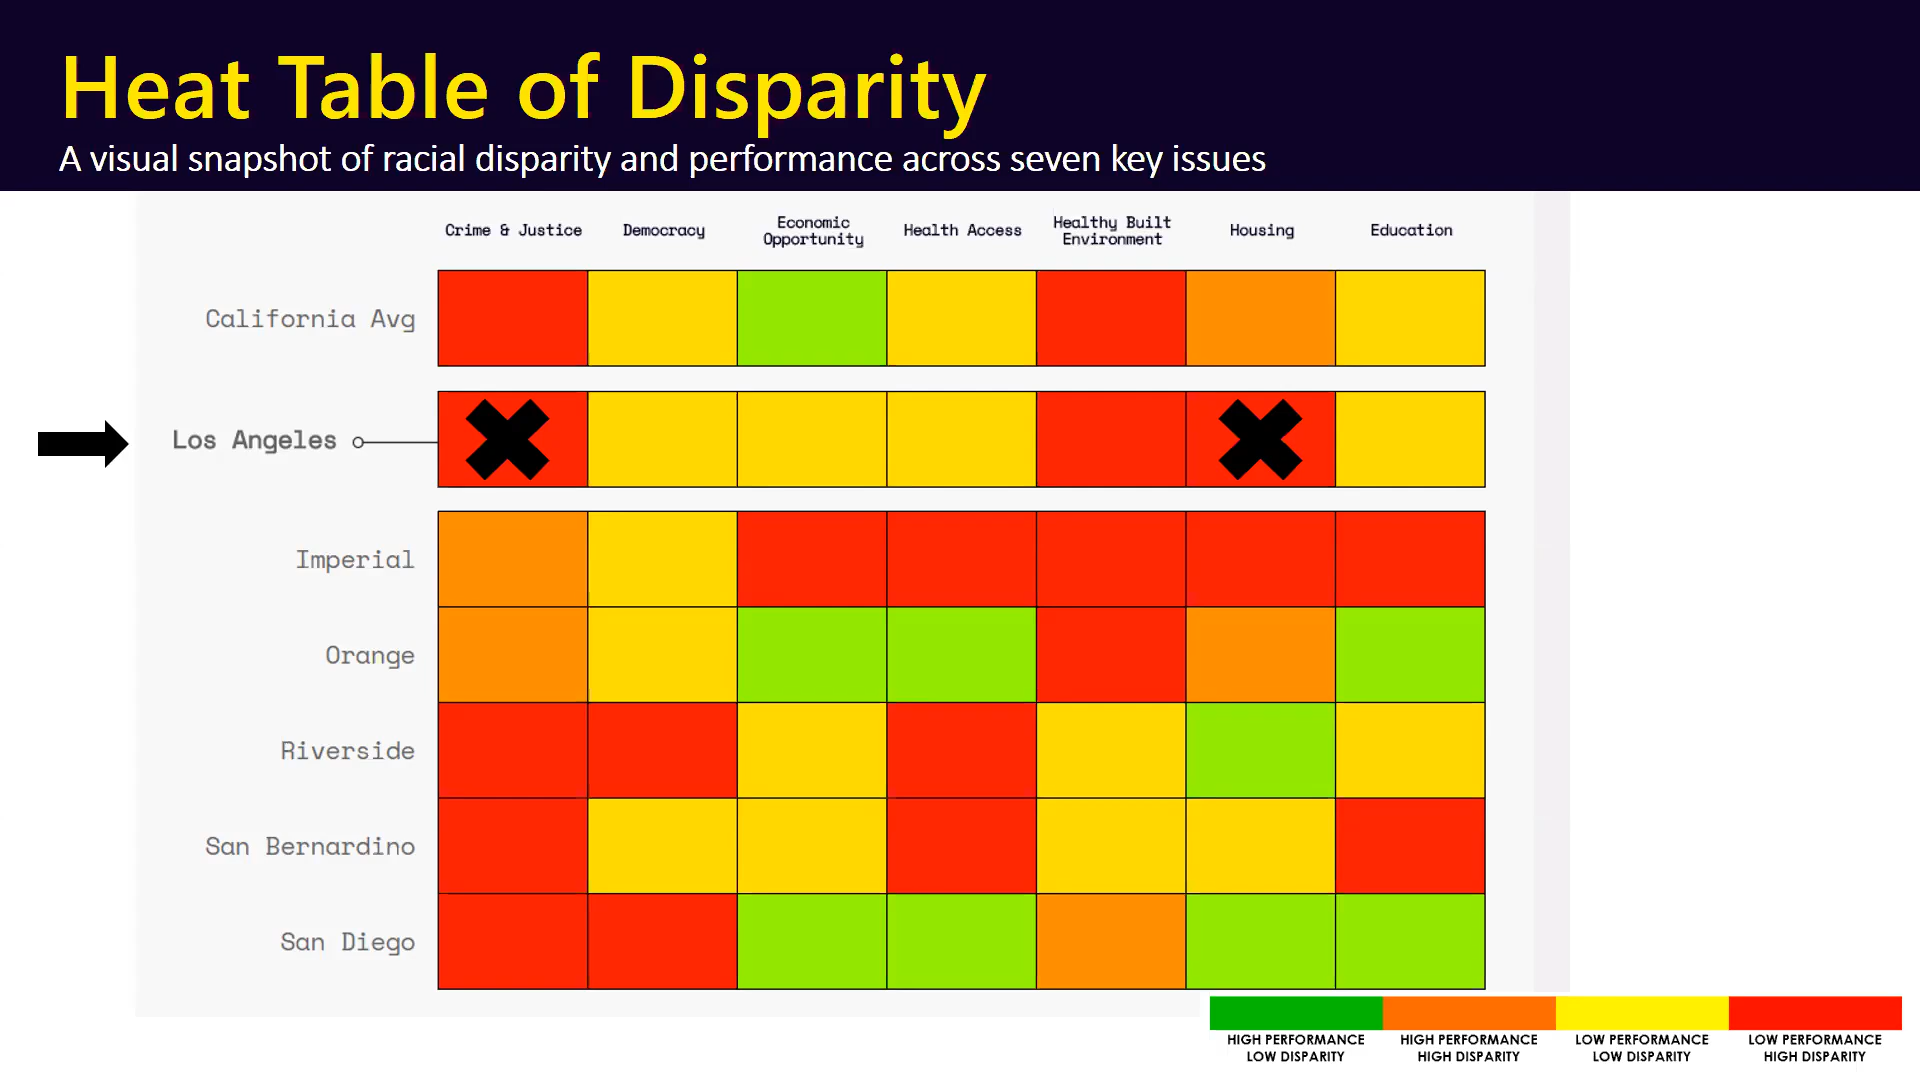 Heat Table of Disparity
A visual snapshot of racial disparity and performance across seven key issues
Crime & Justice
Democracy
Economic
Opportunity
Health Access
Healthy Built
Environment
Housing
Education
California Avg
Los Angeles
Imperial
Orange
Riverside
San Bernardino
San Diego
HIGH PERFORMANCE
LOW DISPARITY
HIGH PERFORMANCE
HIGH DISPARITY
LOW PERFORMANCE
LOW DISPARITY
LOW PERFORMANCE
HIGH DISPARITY